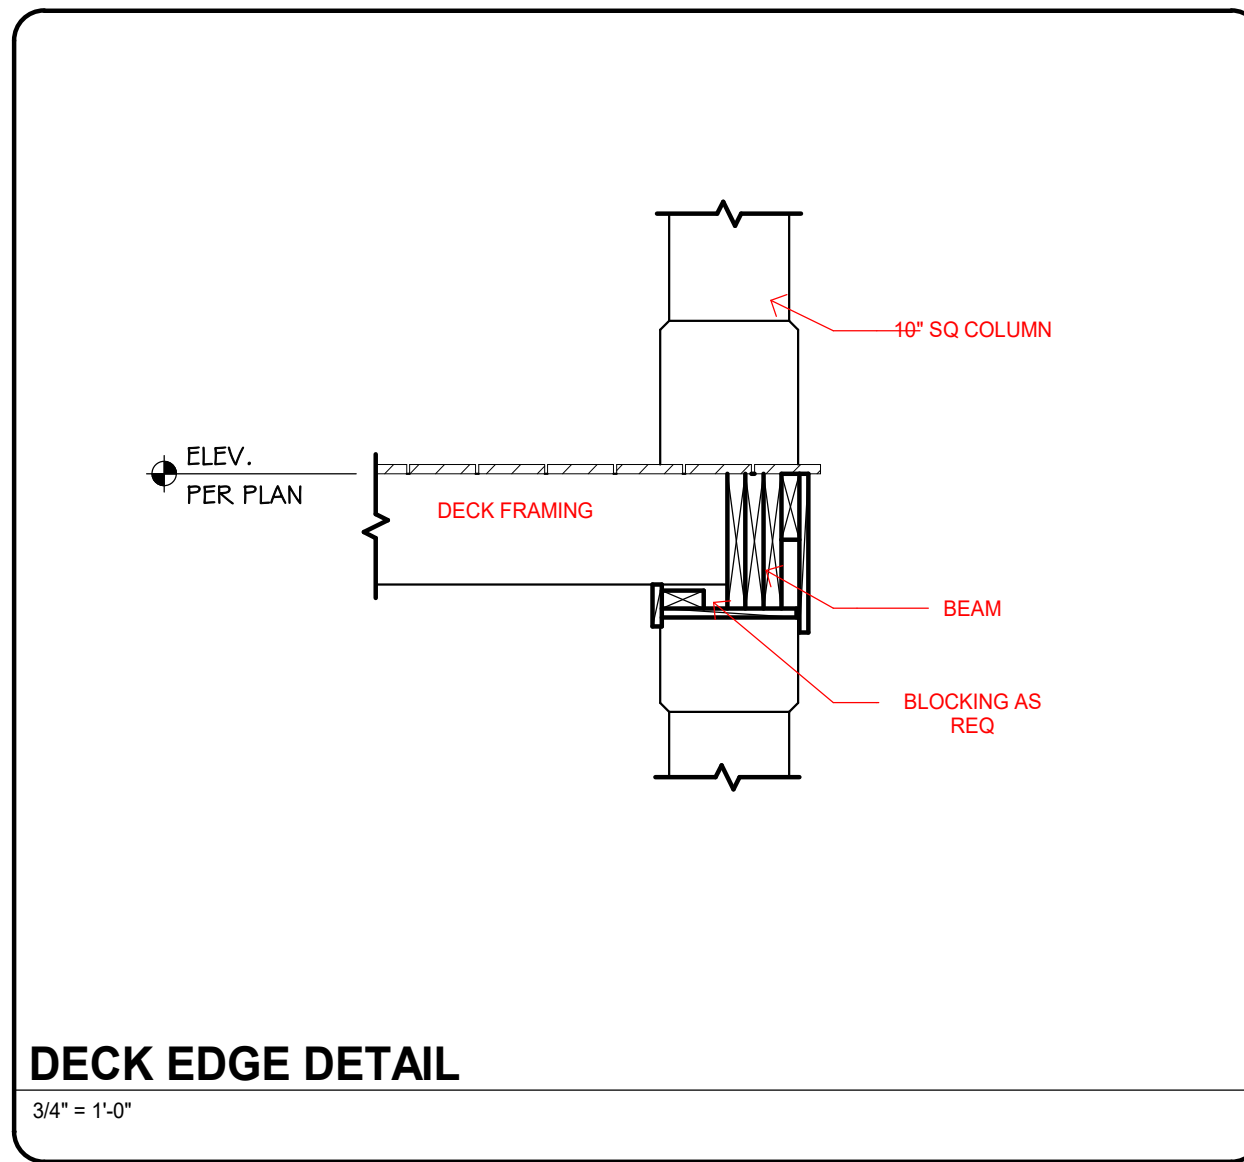 10" SQ COLUMN
ELEV.
PER PLAN
DECK FRAMING
BEAM
BLOCKING AS
REQ
DECK EDGE DETAIL
3/4" = 1'-0"